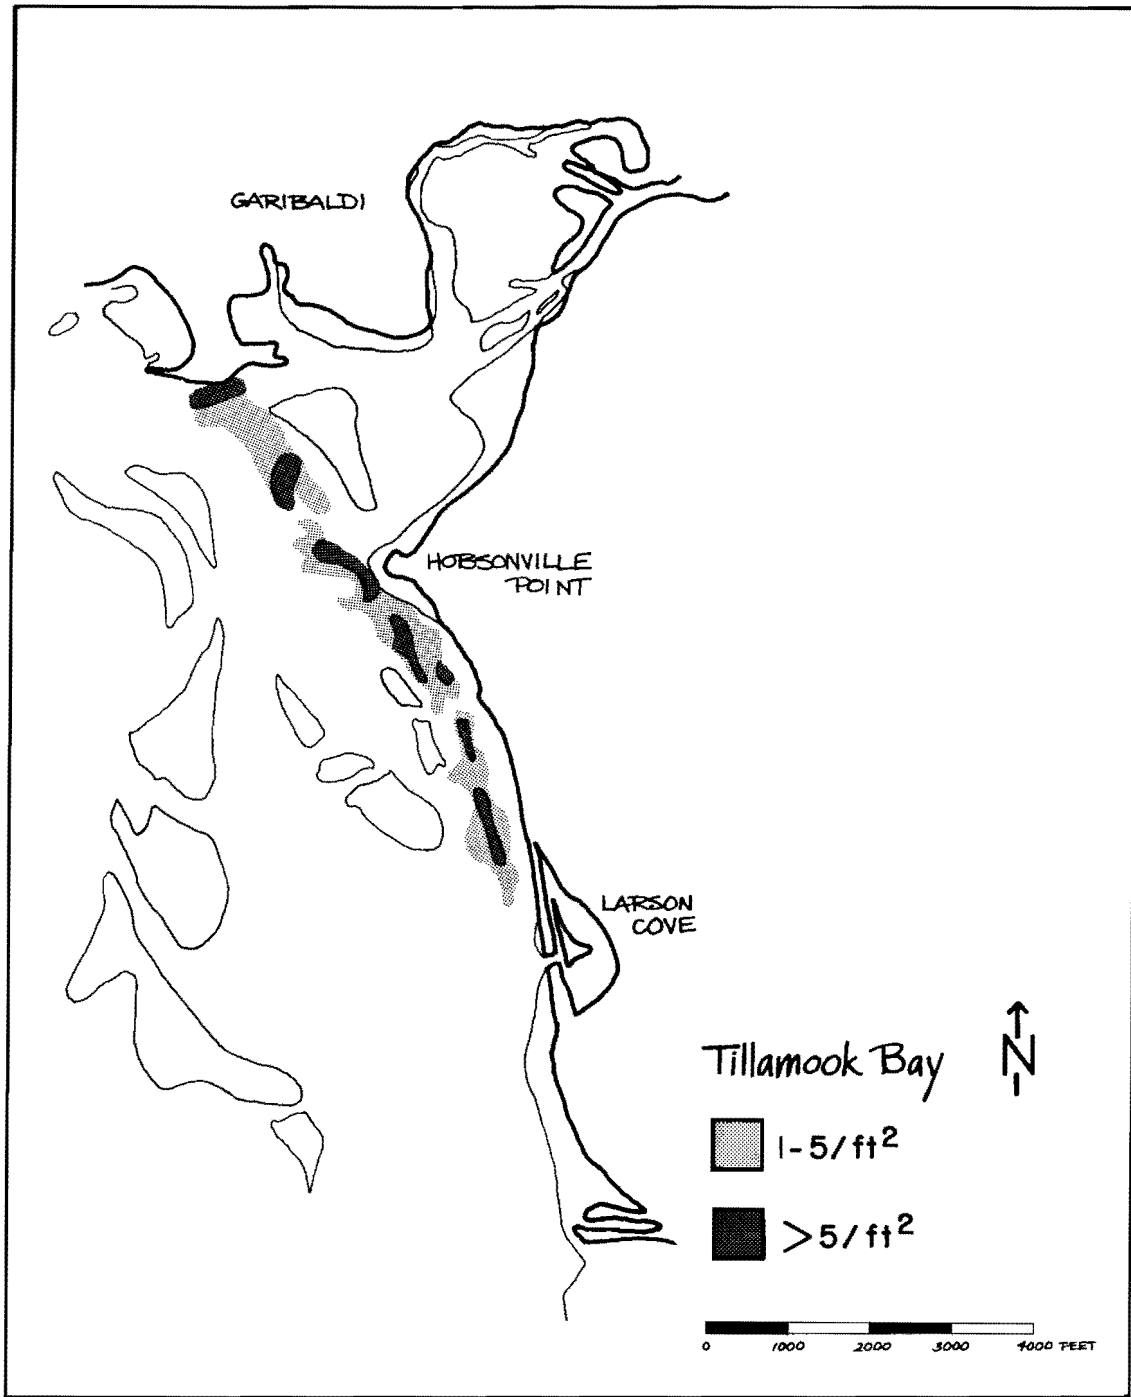 GARIBALDI
HOBSONVILLE
POINT
LARSON
COVE
Tillamook Bay
N
1-5/ft²
>5/ft²
0 1000 2000 3000 4000 FEET